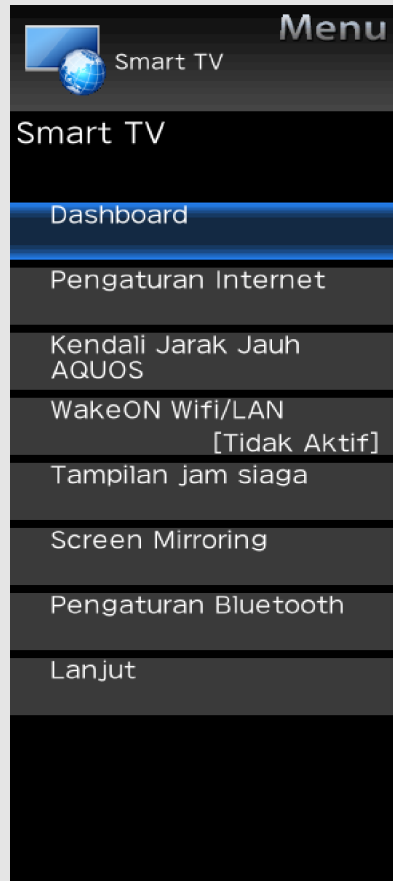 Menu
Smart TV
Smart TV
Dashboard
Pengaturan Internet
Kendali Jarak Jauh
AQUOS
WakeON Wifi/LAN
[Tidak Aktif]
Tampilan jam siaga
Screen Mirroring
Pengaturan Bluetooth
Lanjut